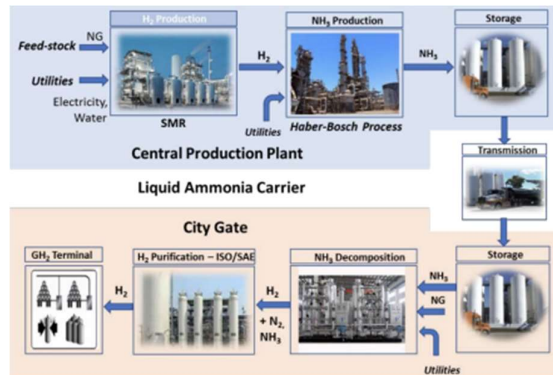 H₂ Production
NH₃ Production
Storage
NG
Feed-stock
H₂
NH₃
Utilities
Electricity,
Water
SMR
Utilities
Haber-Bosch Process
Central Production Plant
Transmission
Liquid Ammonia Carrier
City Gate
GH₂ Terminal
H₂ Purification – ISO/SAE
NH₃ Decomposition
Storage
H₂
H₂
+ N₂,
NH₃
NH₃
NG
Utilities